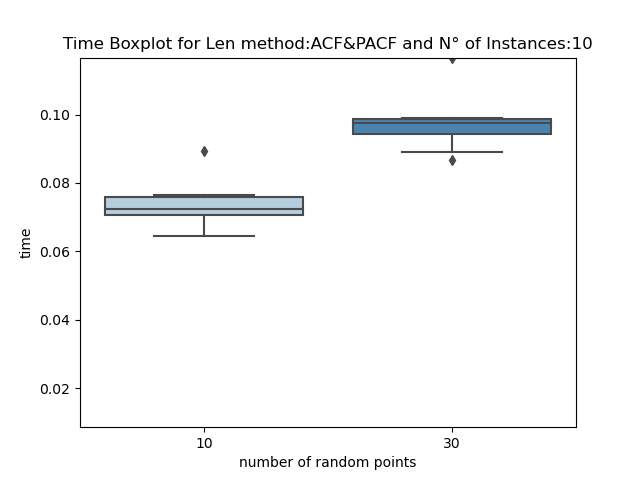 Time Boxplot for Len method:ACF&PACF and N° of Instances:10
0.10
0.08
0.06
0.04
0.02
time
10 30
number of random points